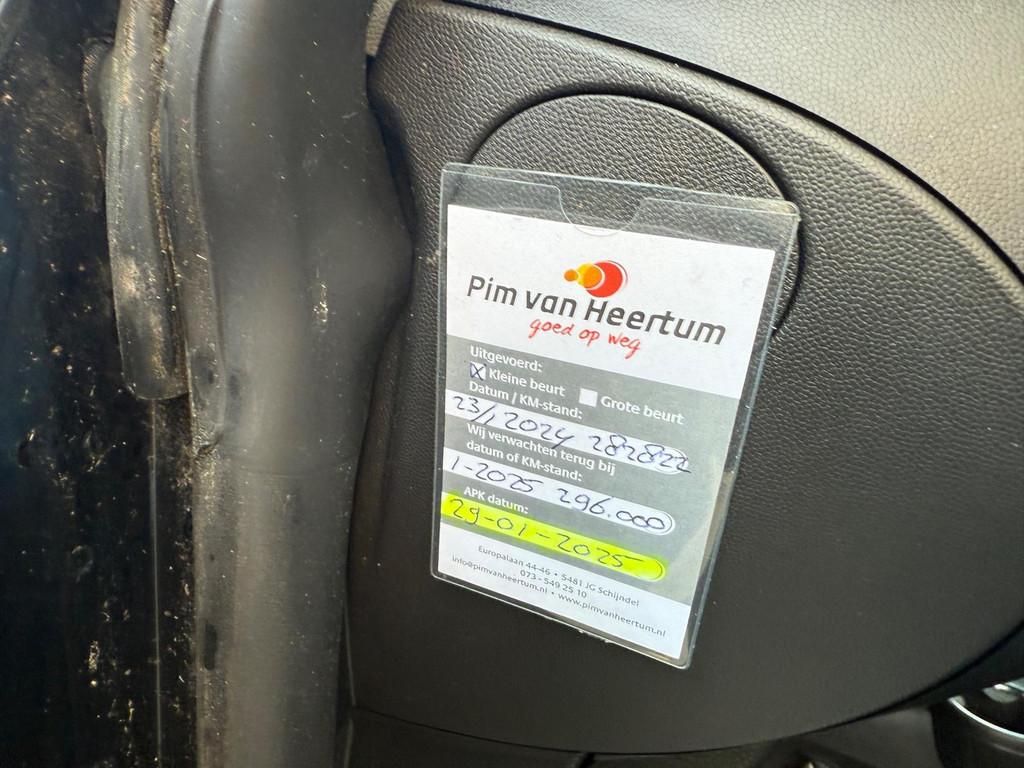 Pim van Heertum
goed op weg
Uitgevoerd:
X Kleine beurt Grote beurt
Datum / KM-stand:
23/1 2024 282822
Wij verwachten terug bij
datum of KM-stand:
1-2025 296.000
APK datum:
29-01-2025
Europalaan 44-46 • 5481 JG Schijndel
073 - 549 25 10
info@pimvanheertum.nl • www.pimvanheertum.nl